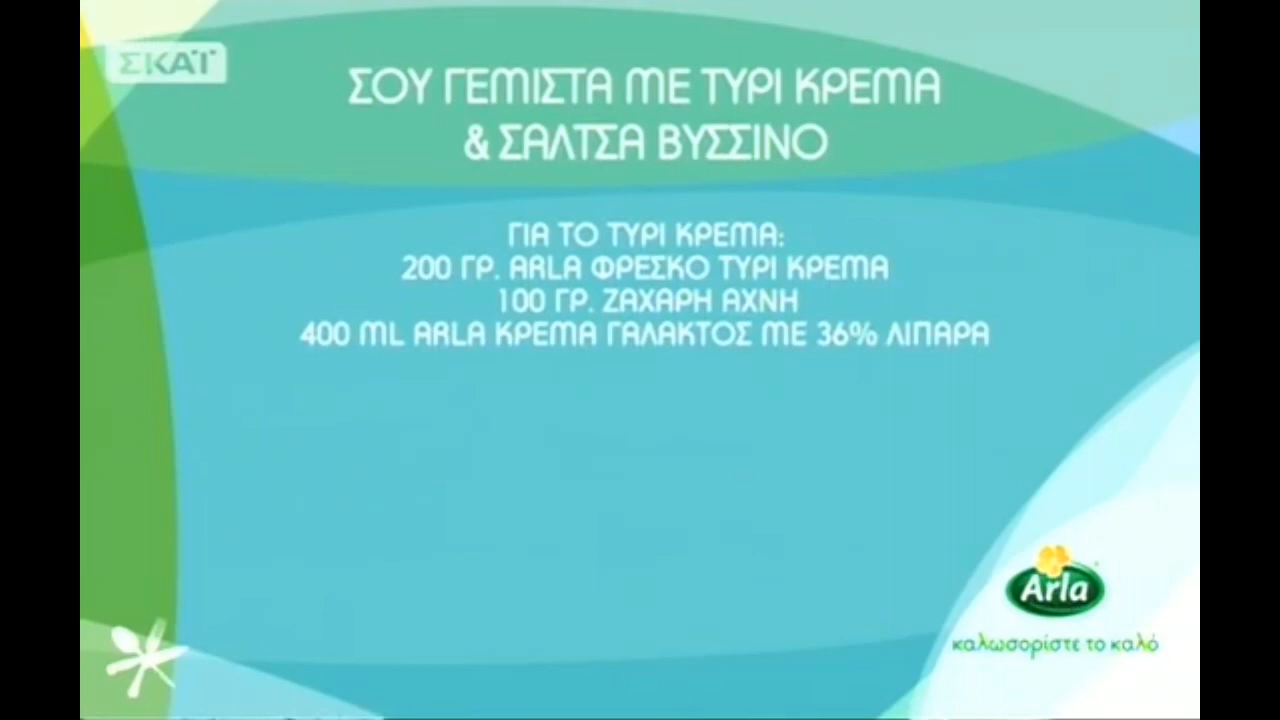 ΣΚΑΪ
ΣΟΥ ΓΕΜΙΣΤΑ ΜΕ ΤΥΡΙ ΚΡΕΜΑ
& ΣΑΛΤΣΑ ΒΥΣΣΙΝΟ
ΓΙΑ ΤΟ ΤΥΡΙ ΚΡΕΜΑ:
200 ΓΡ. ARLA ΦΡΕΣΚΟ ΤΥΡΙ ΚΡΕΜΑ
100 ΓΡ. ΖΑΧΑΡΗ ΑΧΝΗ
400 ML ARLA ΚΡΕΜΑ ΓΑΛΑΚΤΟΣ ΜΕ 36% ΛΙΠΑΡΑ
Arla
καλωσορίστε το καλό